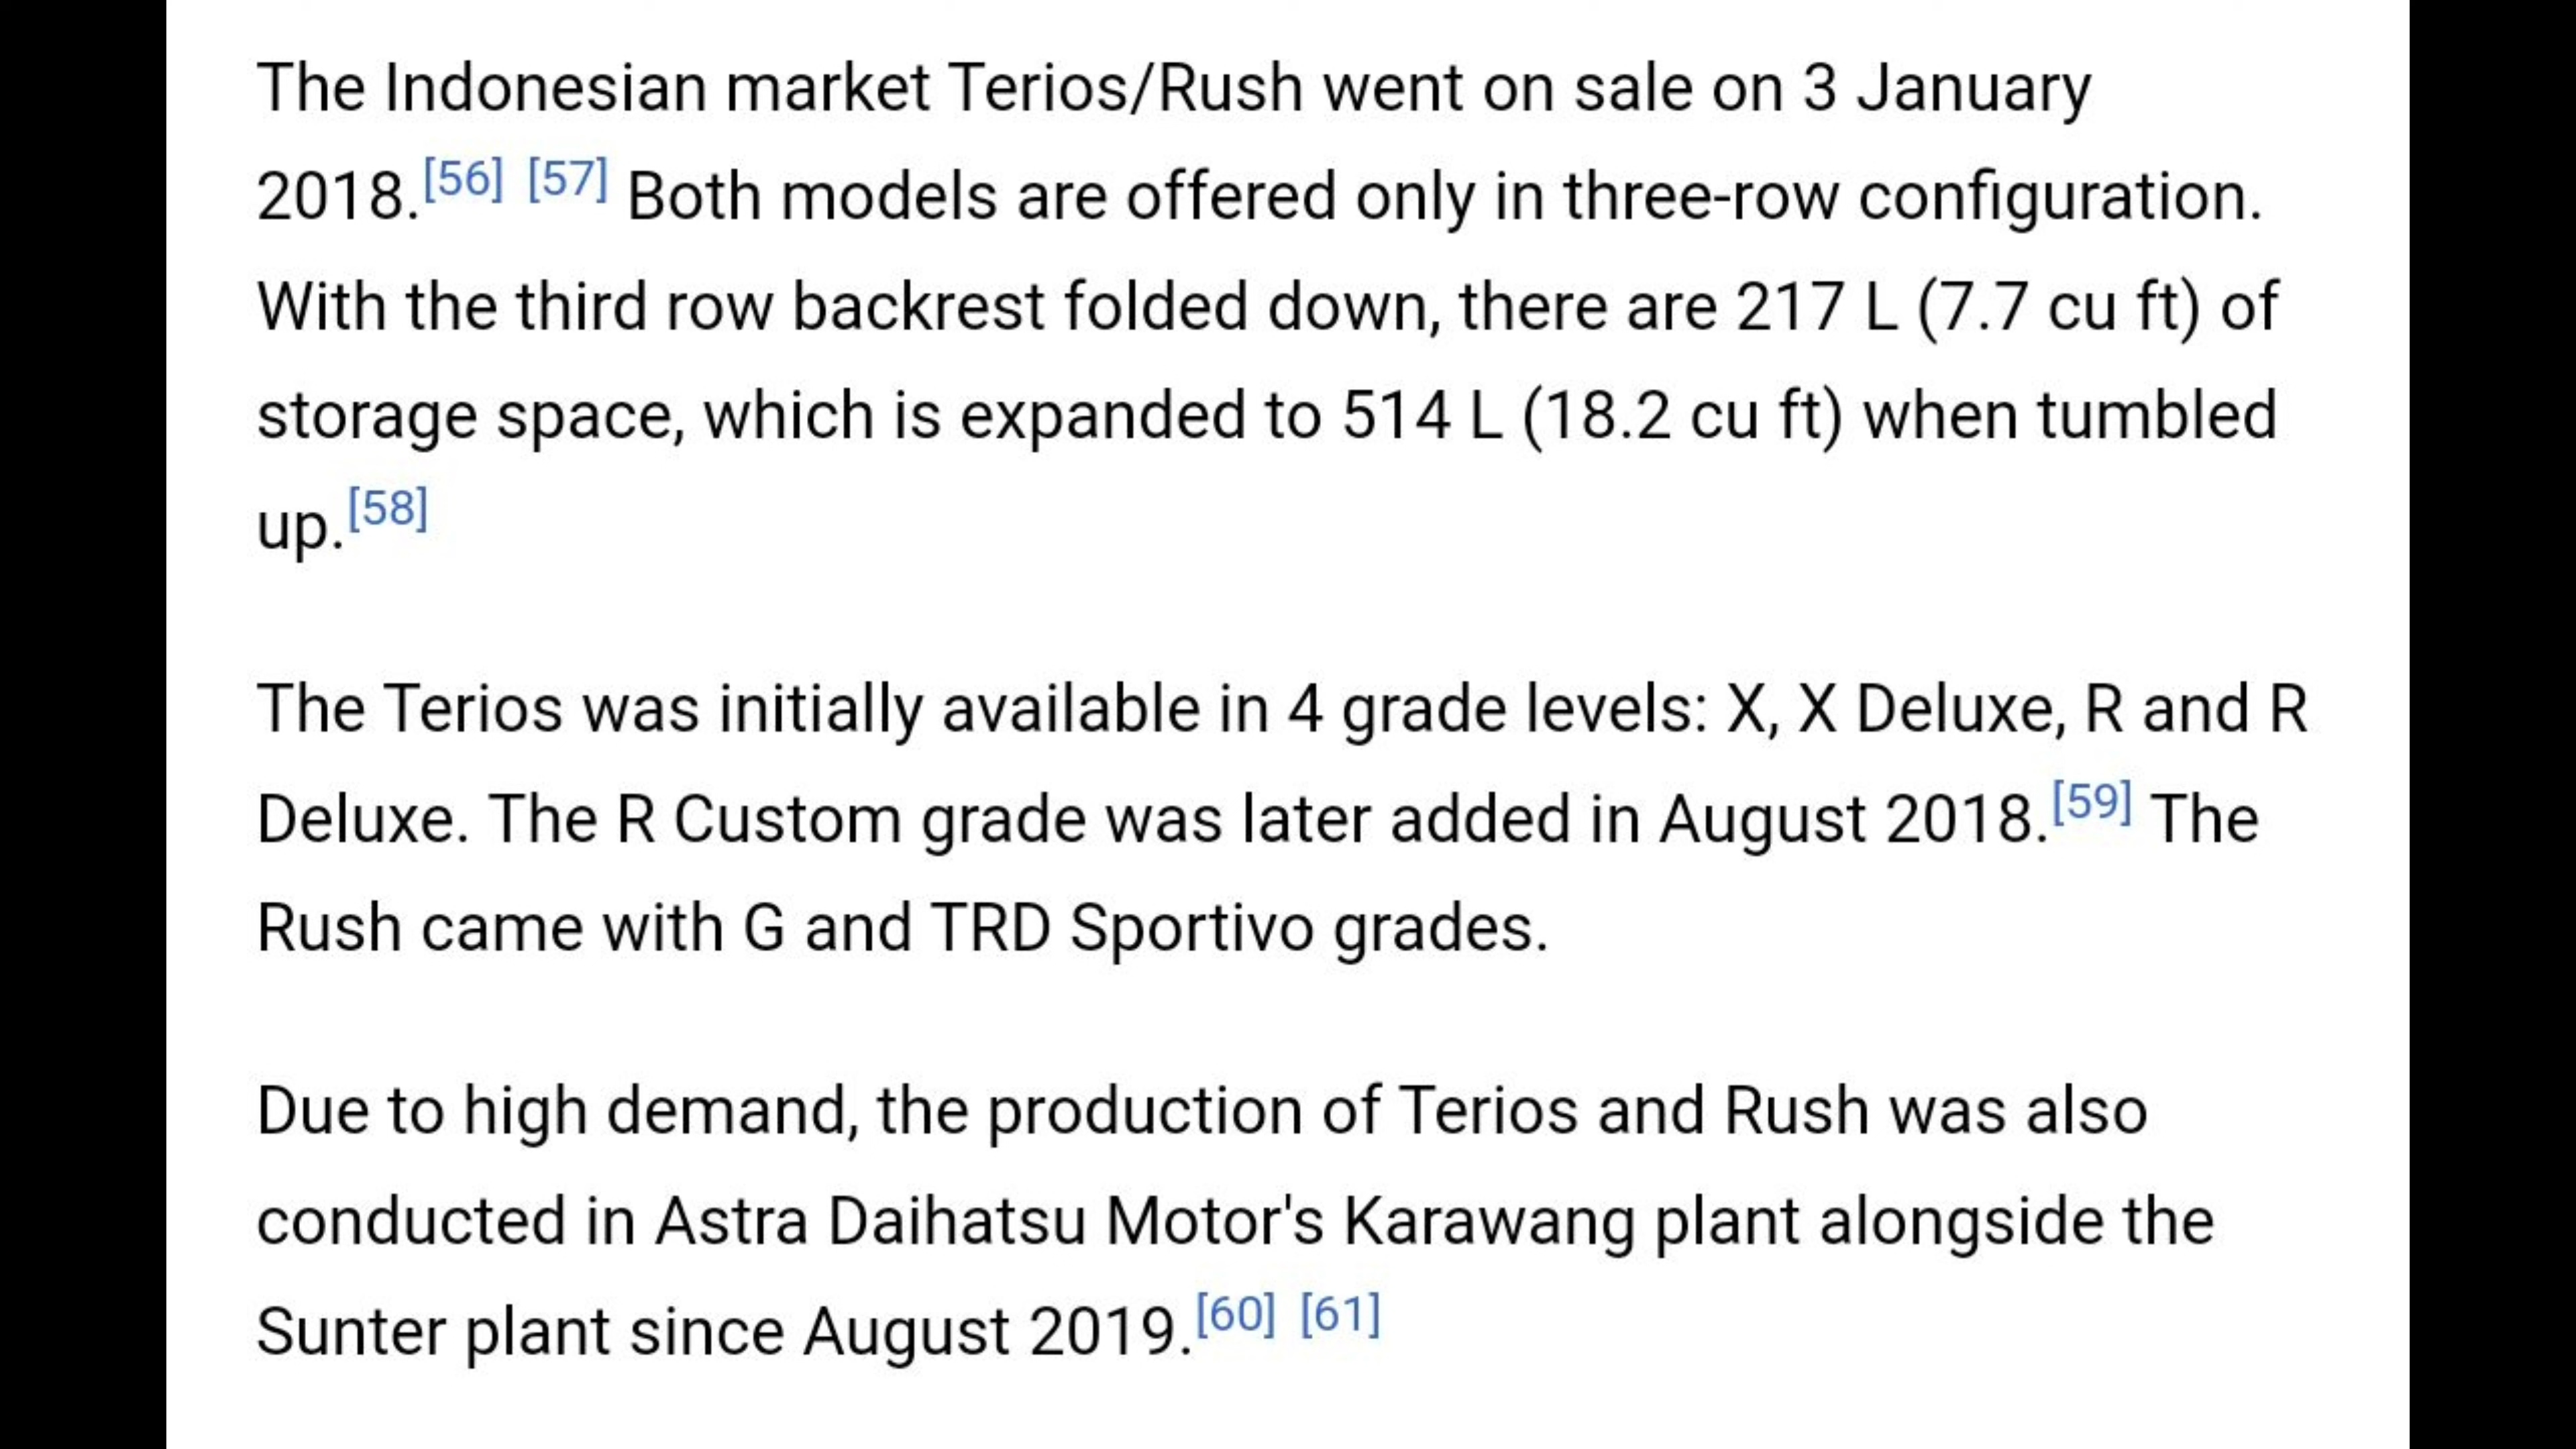 The Indonesian market Terios/Rush went on sale on 3 January
2018.[56] [57] Both models are offered only in three-row configuration.
With the third row backrest folded down, there are 217 L (7.7 cu ft) of
storage space, which is expanded to 514 L (18.2 cu ft) when tumbled
up.[58]
The Terios was initially available in 4 grade levels: X, X Deluxe, R and R
Deluxe. The R Custom grade was later added in August 2018.[59] The
Rush came with G and TRD Sportivo grades.
Due to high demand, the production of Terios and Rush was also
conducted in Astra Daihatsu Motor's Karawang plant alongside the
Sunter plant since August 2019.[60] [61]